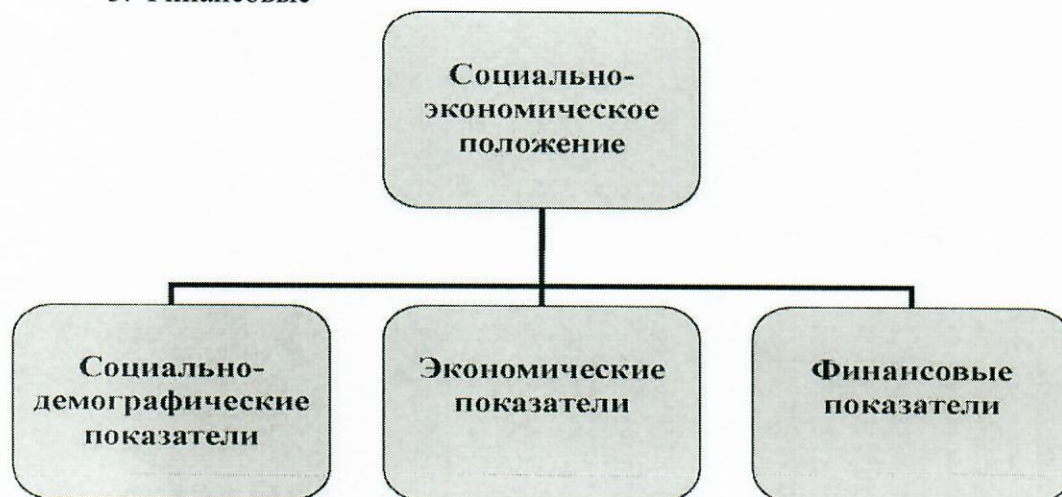 Социально-
экономическое
положение
Социально-
демографические
показатели
Экономические
показатели
Финансовые
показатели